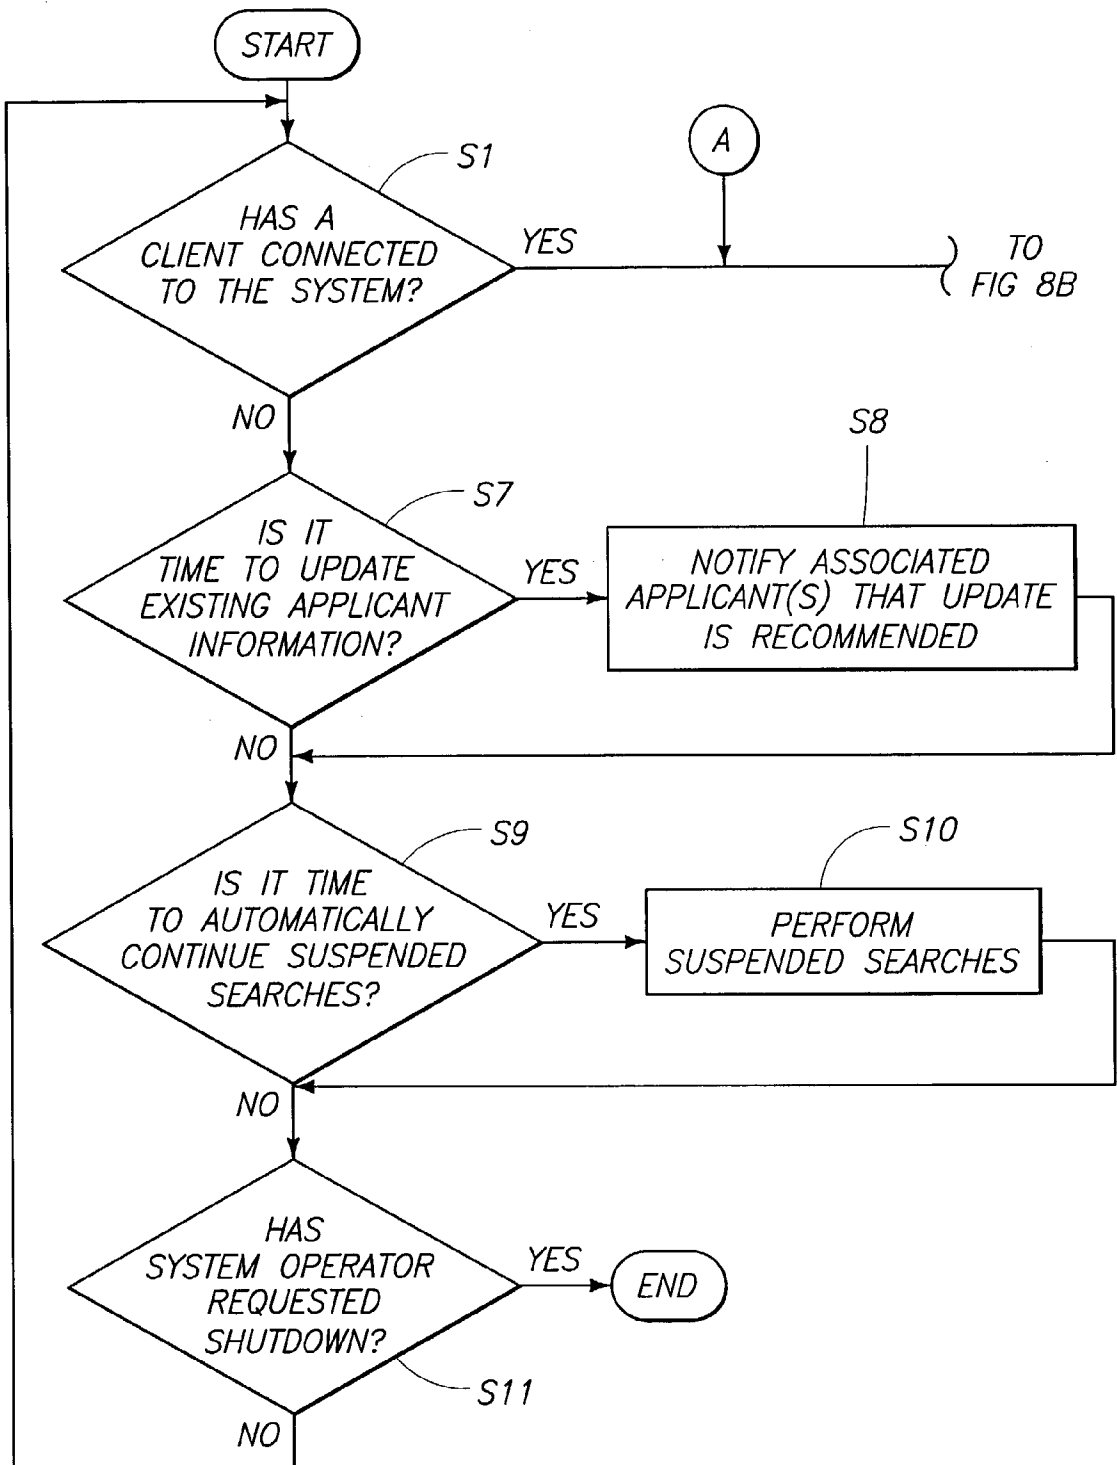 START
S1
A
HAS A
CLIENT CONNECTED
TO THE SYSTEM?
YES
TO
FIG 8B
NO
S8
S7
IS IT
TIME TO UPDATE
EXISTING APPLICANT
INFORMATION?
YES
NOTIFY ASSOCIATED
APPLICANT(S) THAT UPDATE
IS RECOMMENDED
NO
S9
S10
IS IT TIME
TO AUTOMATICALLY
CONTINUE SUSPENDED
SEARCHES?
YES
PERFORM
SUSPENDED SEARCHES
NO
HAS
SYSTEM OPERATOR
REQUESTED
SHUTDOWN?
YES
END
S11
NO